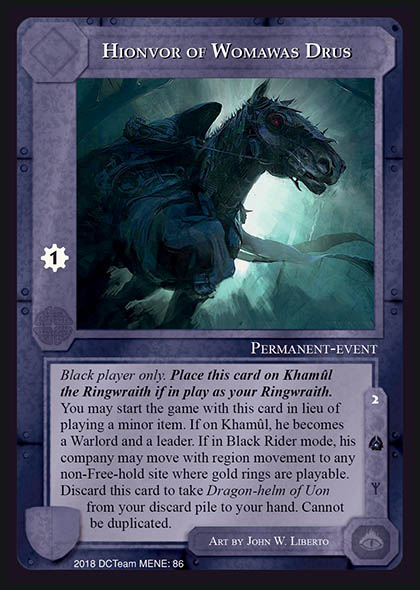 Hionvor of Womawas Drus
1
Permanent-event
Black player only. Place this card on Khamûl
the Ringwraith if in play as your Ringwraith.
You may start the game with this card in lieu of
playing a minor item. If on Khamûl, he becomes
a Warlord and a leader. If in Black Rider mode, his
company may move with region movement to any
non-Free-hold site where gold rings are playable.
Discard this card to take Dragon-helm of Uon
from your discard pile to your hand. Cannot
be duplicated.
2
Art by John W. Liberto
2018 DCTeam MENE: 86